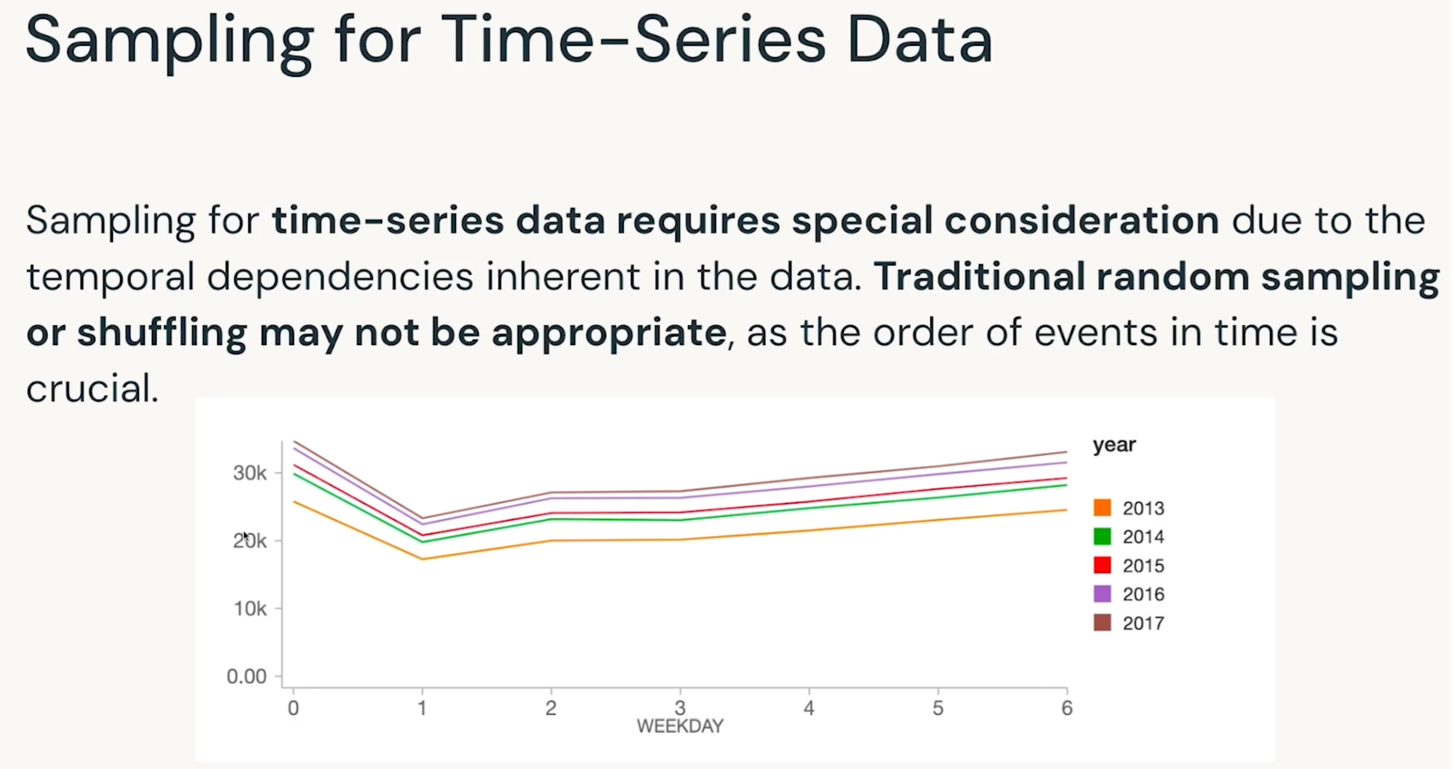 Sampling for Time-Series Data
Sampling for time-series data requires special consideration due to the
temporal dependencies inherent in the data. Traditional random sampling
or shuffling may not be appropriate, as the order of events in time is
crucial.
year
30k
20k
10k
0.00
2013
2014
2015
2016
2017
0 1 2 3 4 5 6
WEEKDAY